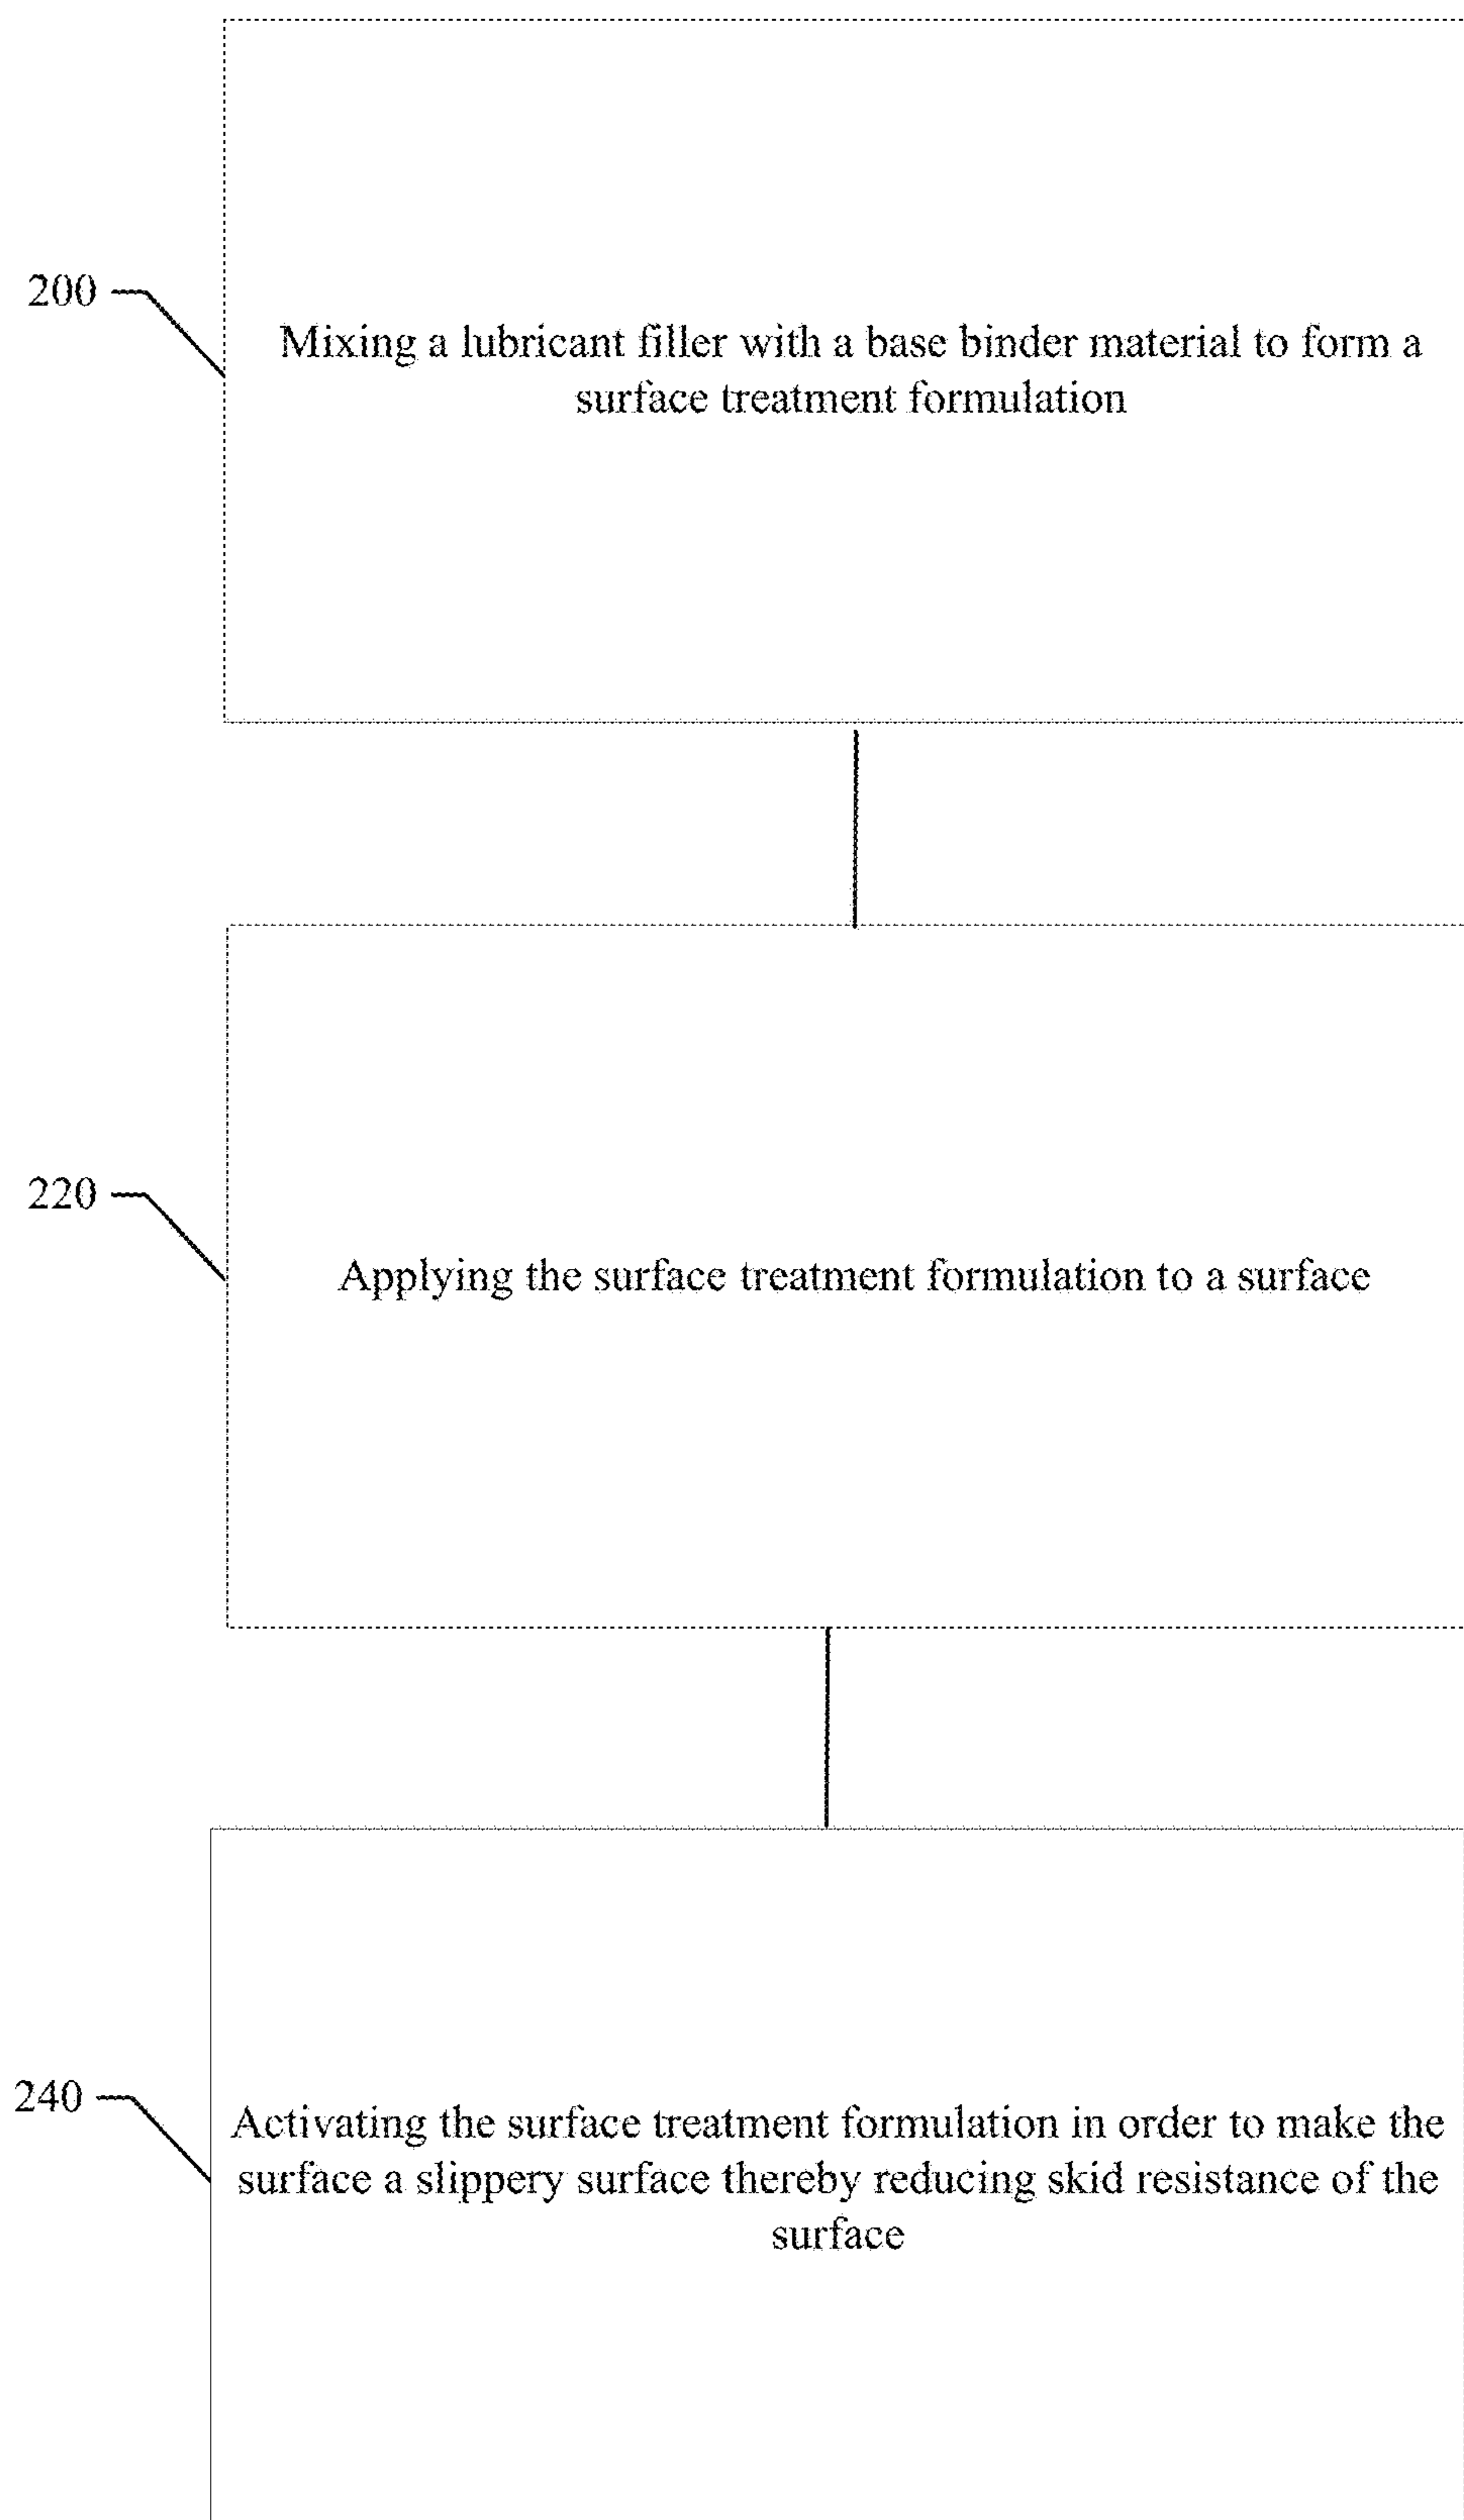 200
Mixing a lubricant filler with a base binder material to form a
surface treatment formulation
220
Applying the surface treatment formulation to a surface
240
Activating the surface treatment formulation in order to make the
surface a slippery surface thereby reducing skid resistance of the
surface